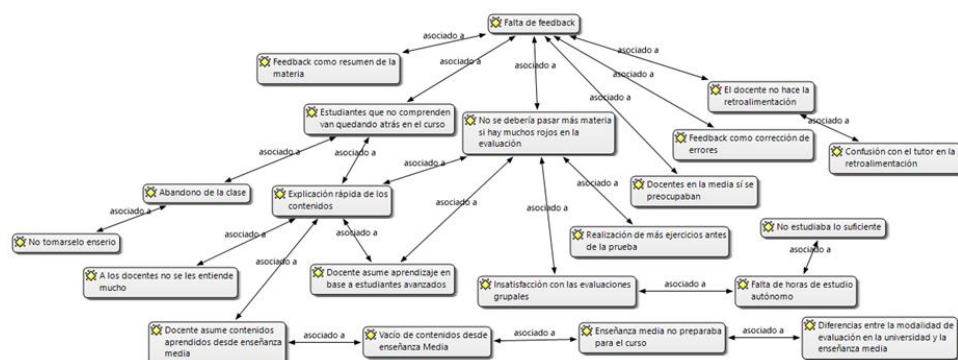 Falta de feedback
asociado a
asociado a
asociado a
asociado a
asociado a
asociado a
Feedback como resumen de la
materia
El docente no hace la
retroalimentación
Estudiantes que no comprenden
van quedando atrás en el curso
No se debería pasar más materia
si hay muchos rojos en la
evaluación
asociado a
Feedback como corrección de
errores
Confusión con el tutor en la
retroalimentación
asociado a
asociado a
asociado a
Abandono de la clase
Explicación rápida de los
contenidos
Docentes en la media sí se
preocupaban
asociado a
asociado a
asociado a
asociado a
asociado a
No tomarselo enserio
asociado a
asociado a
Realización de más ejercicios antes
de la prueba
No estudiaba lo suficiente
asociado a
A los docentes no se les entiende
mucho
Docente asume aprendizaje en
base a estudiantes avanzados
Insatisfacción con las evaluaciones
grupales
asociado a
Falta de horas de estudio
autónomo
Docente asume contenidos
aprendidos desde enseñanza
media
asociado a
Vacío de contenidos desde
enseñanza Media
asociado a
Enseñanza media no preparaba
para el curso
asociado a
Diferencias entre la modalidad de
evaluación en la universidad y la
enseñanza media